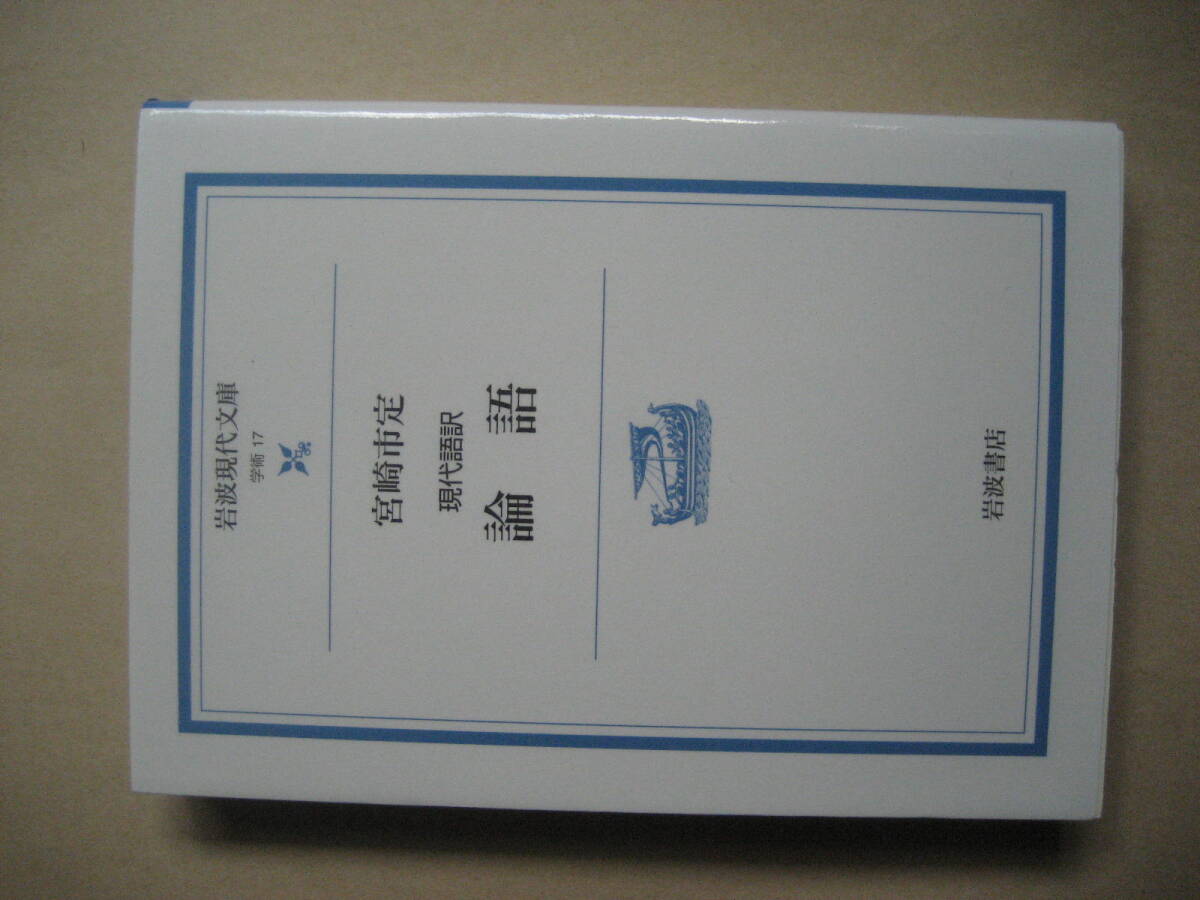 岩波現代文庫
学術 17
宮崎市定
現代語訳
論語
岩波書店